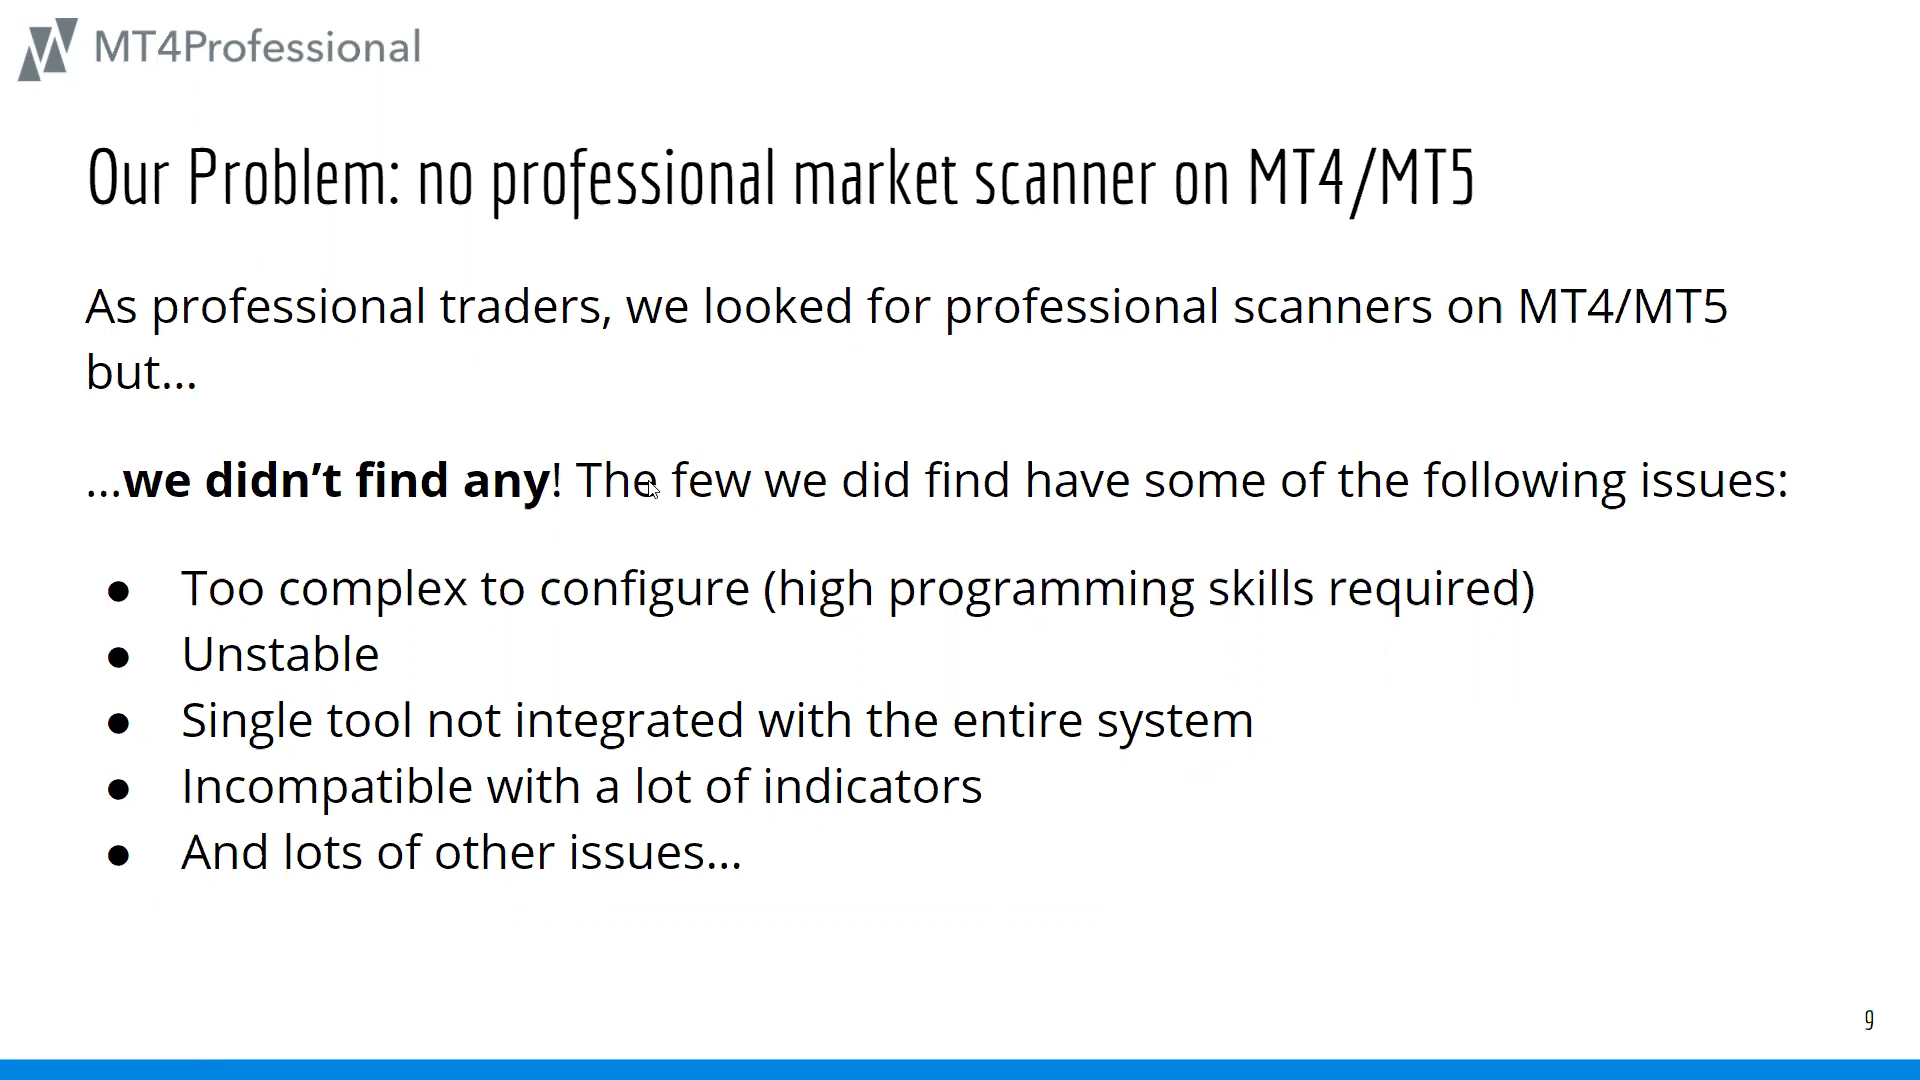 MT4Professional
Our Problem: no professional market scanner on MT4/MT5
As professional traders, we looked for professional scanners on MT4/MT5
but...
...we didn’t find any! The few we did find have some of the following issues:
● Too complex to configure (high programming skills required)
● Unstable
● Single tool not integrated with the entire system
● Incompatible with a lot of indicators
● And lots of other issues...
9